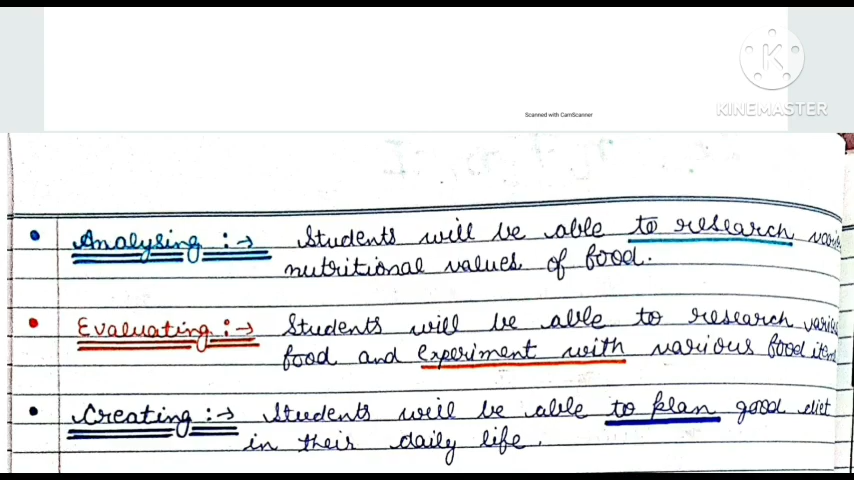 K
KINEMASTER
Scanned with CamScanner
• Analysing :→ Students will be able to research
nutritional values of food.
• Evaluating :→ Students will be able to research
food and experiment with various food
• Creating :→ Students will be able to plan good diet
in their daily life.